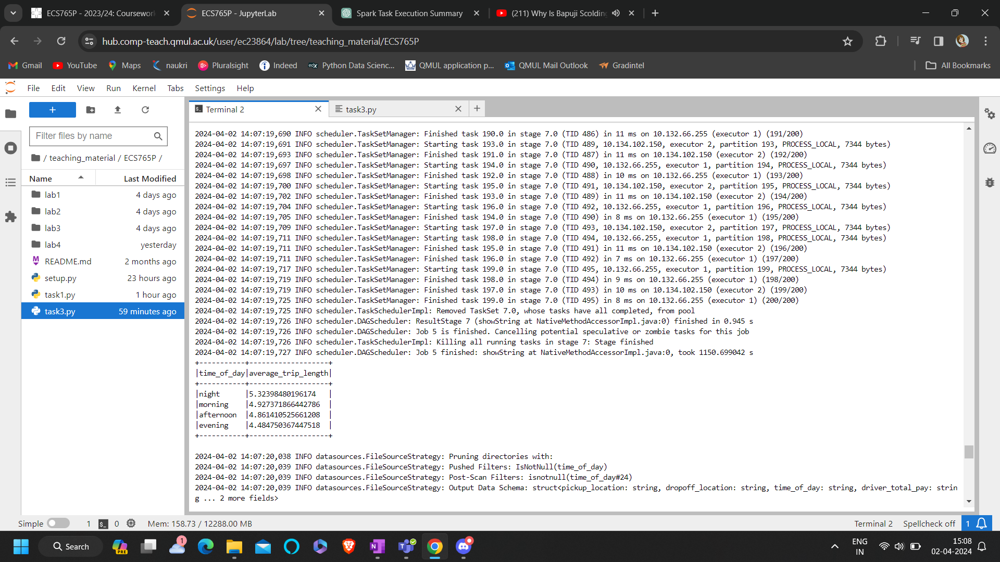 ECS765P - 2023/24: Coursework
ECS765P - JupyterLab
Spark Task Execution Summary
(211) Why Is Bapuji Scolding
hub.comp-teach.qmul.ac.uk/user/ec23864/lab/tree/teaching_material/ECS765P
Gmail
YouTube
Maps
naukri
Pluralsight
Indeed
edX
Python Data Scienc...
QMUL application p...
QMUL Mail Outlook
Gradintel
All Bookmarks
File Edit View Run Kernel Tabs Settings Help
+
Filter files by name
/ teaching_material / ECS765P /
Name Last Modified
lab1 4 days ago
lab2 4 days ago
lab3 4 days ago
lab4 yesterday
README.md 2 months ago
setup.py 23 hours ago
task1.py 1 hour ago
task3.py 59 minutes ago
Terminal 2
task3.py
2024-04-02 14:07:19,690 INFO scheduler.TaskSetManager: Finished task 190.0 in stage 7.0 (TID 486) in 11 ms on 10.132.66.255 (executor 1) (191/200)
2024-04-02 14:07:19,691 INFO scheduler.TaskSetManager: Starting task 193.0 in stage 7.0 (TID 489, 10.134.102.150, executor 2, partition 193, PROCESS_LOCAL, 7344 bytes)
2024-04-02 14:07:19,693 INFO scheduler.TaskSetManager: Finished task 191.0 in stage 7.0 (TID 487) in 11 ms on 10.134.102.150 (executor 2) (192/200)
2024-04-02 14:07:19,697 INFO scheduler.TaskSetManager: Starting task 194.0 in stage 7.0 (TID 490, 10.132.66.255, executor 1, partition 194, PROCESS_LOCAL, 7344 bytes)
2024-04-02 14:07:19,698 INFO scheduler.TaskSetManager: Finished task 192.0 in stage 7.0 (TID 488) in 10 ms on 10.132.66.255 (executor 1) (193/200)
2024-04-02 14:07:19,700 INFO scheduler.TaskSetManager: Starting task 195.0 in stage 7.0 (TID 491, 10.134.102.150, executor 2, partition 195, PROCESS_LOCAL, 7344 bytes)
2024-04-02 14:07:19,702 INFO scheduler.TaskSetManager: Finished task 193.0 in stage 7.0 (TID 489) in 11 ms on 10.134.102.150 (executor 2) (194/200)
2024-04-02 14:07:19,704 INFO scheduler.TaskSetManager: Starting task 196.0 in stage 7.0 (TID 492, 10.132.66.255, executor 1, partition 196, PROCESS_LOCAL, 7344 bytes)
2024-04-02 14:07:19,705 INFO scheduler.TaskSetManager: Finished task 194.0 in stage 7.0 (TID 490) in 8 ms on 10.132.66.255 (executor 1) (195/200)
2024-04-02 14:07:19,709 INFO scheduler.TaskSetManager: Starting task 197.0 in stage 7.0 (TID 493, 10.134.102.150, executor 2, partition 197, PROCESS_LOCAL, 7344 bytes)
2024-04-02 14:07:19,711 INFO scheduler.TaskSetManager: Starting task 198.0 in stage 7.0 (TID 494, 10.132.66.255, executor 1, partition 198, PROCESS_LOCAL, 7344 bytes)
2024-04-02 14:07:19,711 INFO scheduler.TaskSetManager: Finished task 195.0 in stage 7.0 (TID 491) in 11 ms on 10.134.102.150 (executor 2) (196/200)
2024-04-02 14:07:19,711 INFO scheduler.TaskSetManager: Finished task 196.0 in stage 7.0 (TID 492) in 7 ms on 10.132.66.255 (executor 1) (197/200)
2024-04-02 14:07:19,717 INFO scheduler.TaskSetManager: Starting task 199.0 in stage 7.0 (TID 495, 10.132.66.255, executor 1, partition 199, PROCESS_LOCAL, 7344 bytes)
2024-04-02 14:07:19,719 INFO scheduler.TaskSetManager: Finished task 198.0 in stage 7.0 (TID 494) in 9 ms on 10.132.66.255 (executor 1) (198/200)
2024-04-02 14:07:19,719 INFO scheduler.TaskSetManager: Finished task 197.0 in stage 7.0 (TID 493) in 10 ms on 10.134.102.150 (executor 2) (199/200)
2024-04-02 14:07:19,725 INFO scheduler.TaskSetManager: Finished task 199.0 in stage 7.0 (TID 495) in 8 ms on 10.132.66.255 (executor 1) (200/200)
2024-04-02 14:07:19,725 INFO scheduler.TaskSchedulerImpl: Removed TaskSet 7.0, whose tasks have all completed, from pool
2024-04-02 14:07:19,726 INFO scheduler.DAGScheduler: ResultStage 7 (showString at NativeMethodAccessorImpl.java:0) finished in 0.945 s
2024-04-02 14:07:19,726 INFO scheduler.DAGScheduler: Job 5 is finished. Cancelling potential speculative or zombie tasks for this job
2024-04-02 14:07:19,726 INFO scheduler.TaskSchedulerImpl: Killing all running tasks in stage 7: Stage finished
2024-04-02 14:07:19,727 INFO scheduler.DAGScheduler: Job 5 finished: showString at NativeMethodAccessorImpl.java:0, took 1150.699042 s
+-----------+-------------------+
|time_of_day|average_trip_length|
+-----------+-------------------+
|night      |5.32398480196174   |
|morning    |4.927371866442786  |
|afternoon  |4.861410525661208  |
|evening    |4.484750367447518  |
+-----------+-------------------+
2024-04-02 14:07:20,038 INFO datasources.FileSourceStrategy: Pruning directories with:
2024-04-02 14:07:20,039 INFO datasources.FileSourceStrategy: Pushed Filters: IsNotNull(time_of_day)
2024-04-02 14:07:20,039 INFO datasources.FileSourceStrategy: Post-Scan Filters: isnotnull(time_of_day#24)
2024-04-02 14:07:20,039 INFO datasources.FileSourceStrategy: Output Data Schema: struct<pickup_location: string, dropoff_location: string, time_of_day: string, driver_total_pay: strin
g ... 2 more fields>
Simple 1 $_ 0 Mem: 158.73 / 12288.00 MB
Terminal 2 Spellcheck off 1
Search
PRE
1
ENG
IN
15:08
02-04-2024